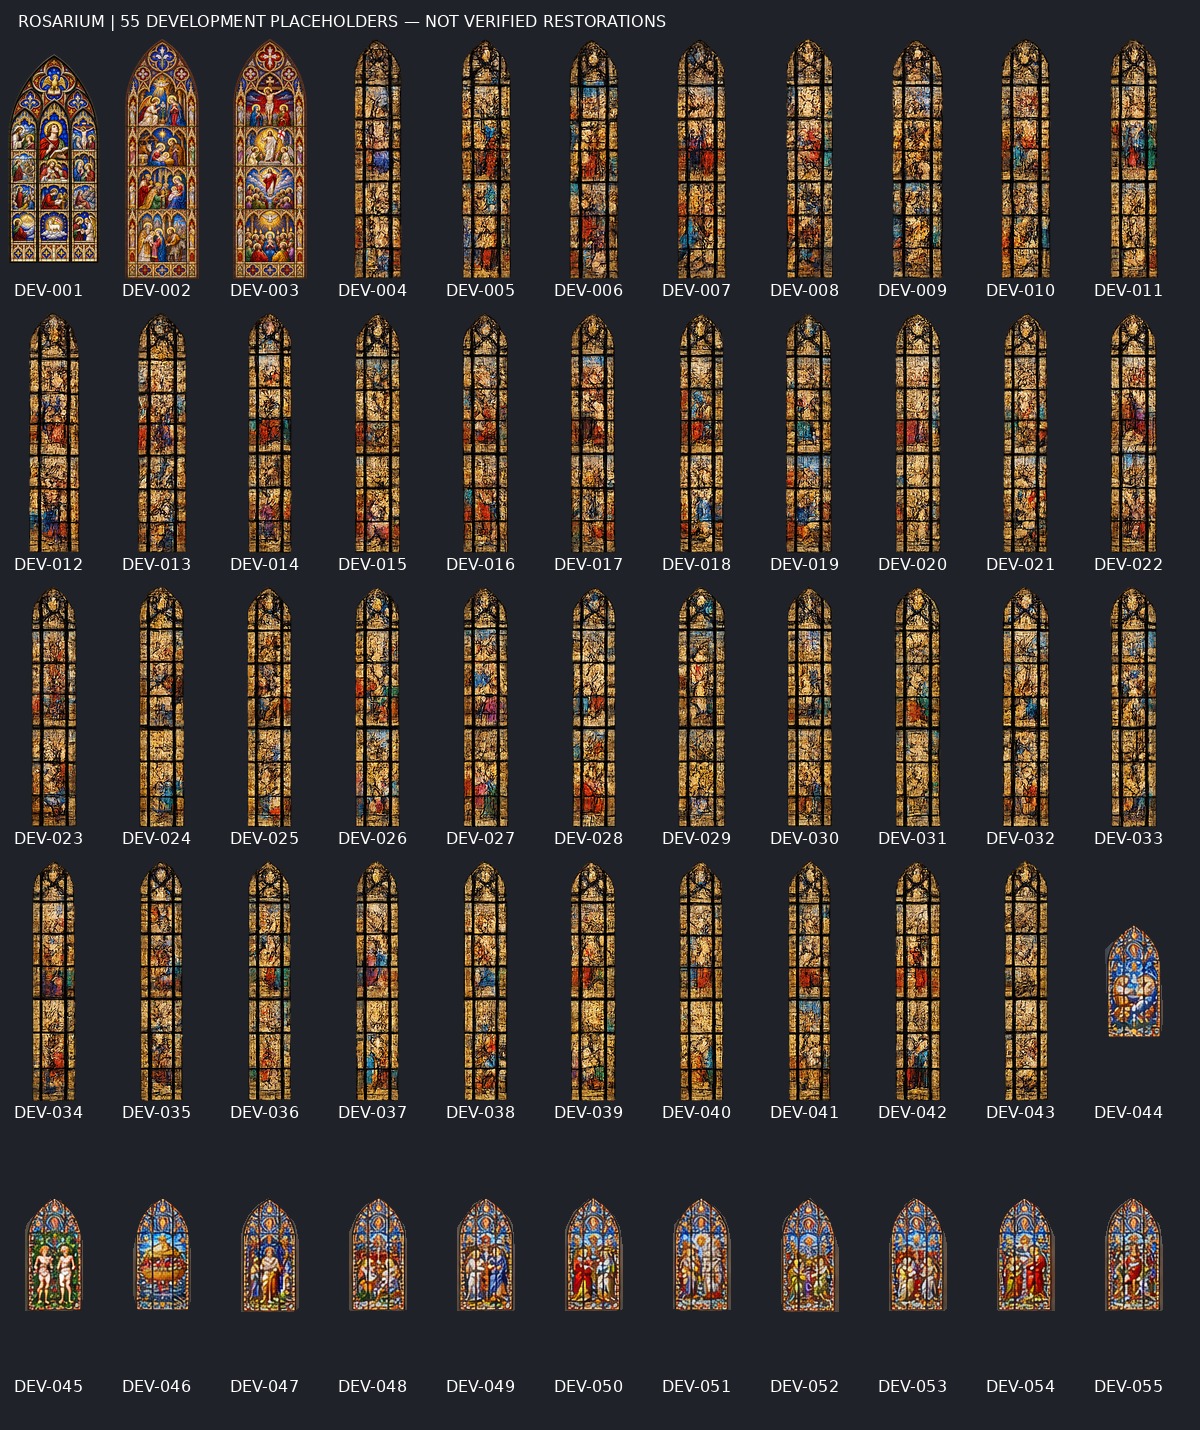 ROSARIUM | 55 DEVELOPMENT PLACEHOLDERS — NOT VERIFIED RESTORATIONS
DEV-001 DEV-002 DEV-003 DEV-004 DEV-005 DEV-006 DEV-007 DEV-008 DEV-009 DEV-010 DEV-011
DEV-012 DEV-013 DEV-014 DEV-015 DEV-016 DEV-017 DEV-018 DEV-019 DEV-020 DEV-021 DEV-022
DEV-023 DEV-024 DEV-025 DEV-026 DEV-027 DEV-028 DEV-029 DEV-030 DEV-031 DEV-032 DEV-033
DEV-034 DEV-035 DEV-036 DEV-037 DEV-038 DEV-039 DEV-040 DEV-041 DEV-042 DEV-043 DEV-044
DEV-045 DEV-046 DEV-047 DEV-048 DEV-049 DEV-050 DEV-051 DEV-052 DEV-053 DEV-054 DEV-055